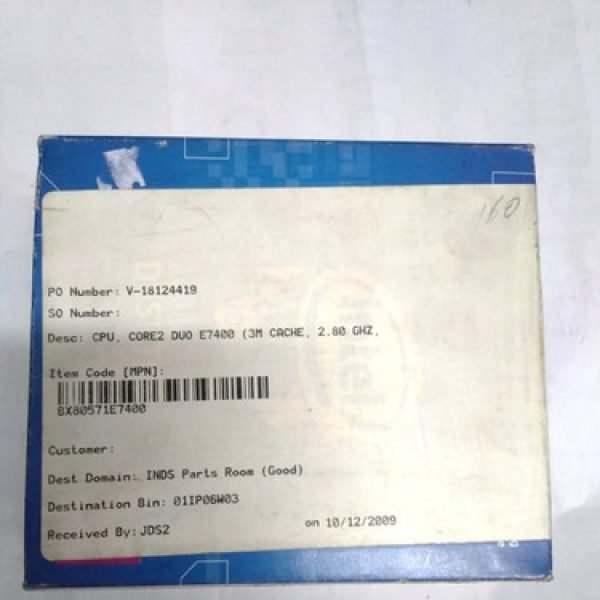 160
PO Number: V-18124419
SO Number:
Desc: CPU, CORE2 DUO E7400 (3M CACHE, 2.80 GHZ,
Item Code [MPN]:
BX80571E7400
Customer:
Dest Domain: INDS Parts Room (Good)
Destination Bin: 01IP06W03
Received By: JDS2 on 10/12/2009